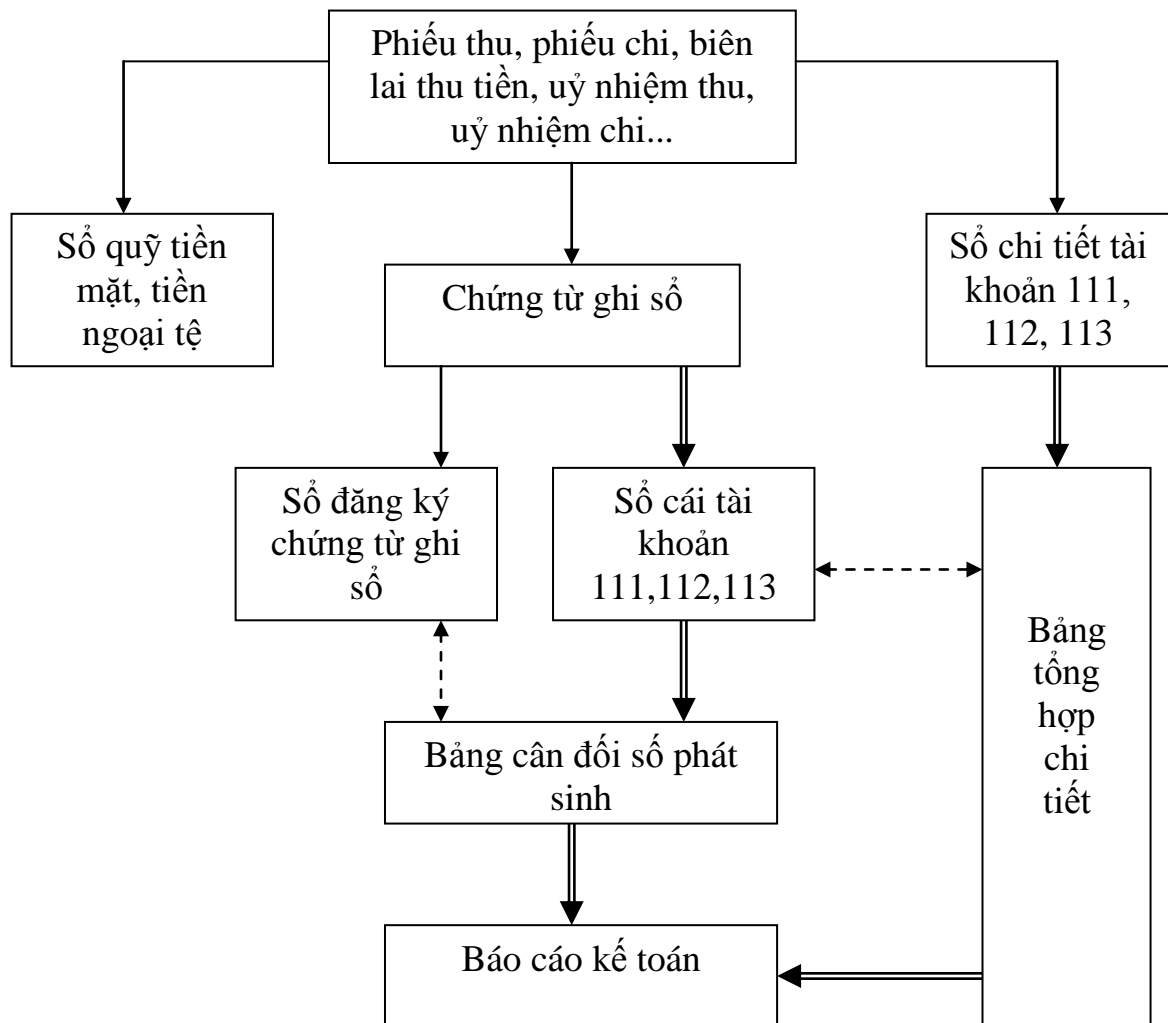 Phiếu thu, phiếu chi, biên
lai thu tiền, uỷ nhiệm thu,
uỷ nhiệm chi...
Sổ quỹ tiền
mặt, tiền
ngoại tệ
Chứng từ ghi sổ
Sổ chi tiết tài
khoản 111,
112, 113
Sổ đăng ký
chứng từ ghi
sổ
Sổ cái tài
khoản
111,112,113
Bảng
tổng
hợp
chi
tiết
Bảng cân đối số phát
sinh
Báo cáo kế toán